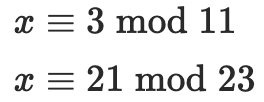 x ≡ 3 mod 11
x ≡ 21 mod 23